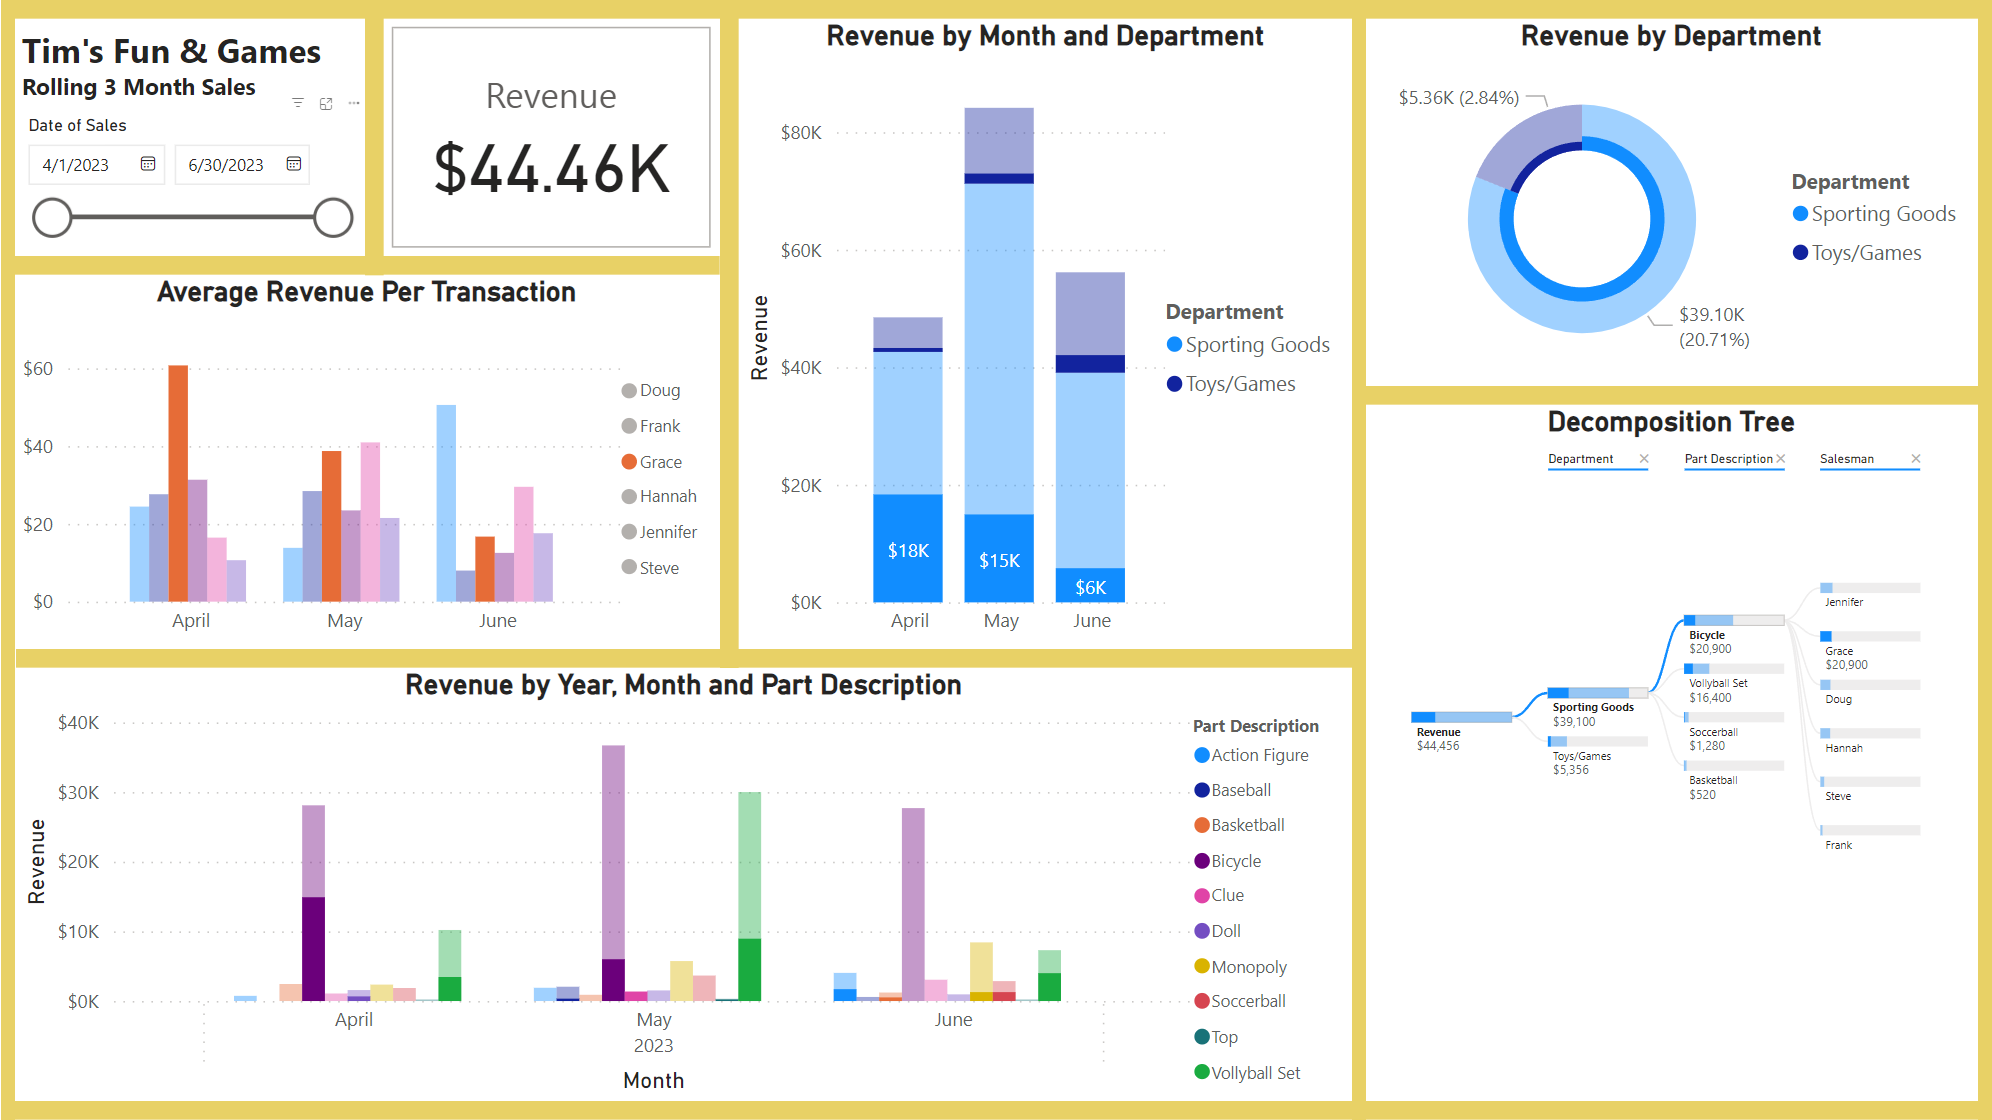 Tim's Fun & Games
Rolling 3 Month Sales
Date of Sales
4/1/2023
6/30/2023
Revenue
$44.46K
Average Revenue Per Transaction
$60
$40
$20
$0
April
May
June
Doug
Frank
Grace
Hannah
Jennifer
Steve
Revenue by Month and Department
Revenue
$80K
$60K
$40K
$20K
$0K
$18K
$15K
$6K
April
May
June
Department
Sporting Goods
Toys/Games
Revenue by Department
$5.36K (2.84%)
$39.10K
(20.71%)
Department
Sporting Goods
Toys/Games
Revenue by Year, Month and Part Description
Revenue
$40K
$30K
$20K
$10K
$0K
April
May
June
2023
Month
Part Description
Action Figure
Baseball
Basketball
Bicycle
Clue
Doll
Monopoly
Soccerball
Top
Vollyball Set
Decomposition Tree
Department
Part Description
Salesman
Revenue
$44,456
Sporting Goods
$39,100
Toys/Games
$5,356
Bicycle
$20,900
Vollyball Set
$16,400
Soccerball
$1,280
Basketball
$520
Jennifer
Grace
$20,900
Doug
Hannah
Steve
Frank